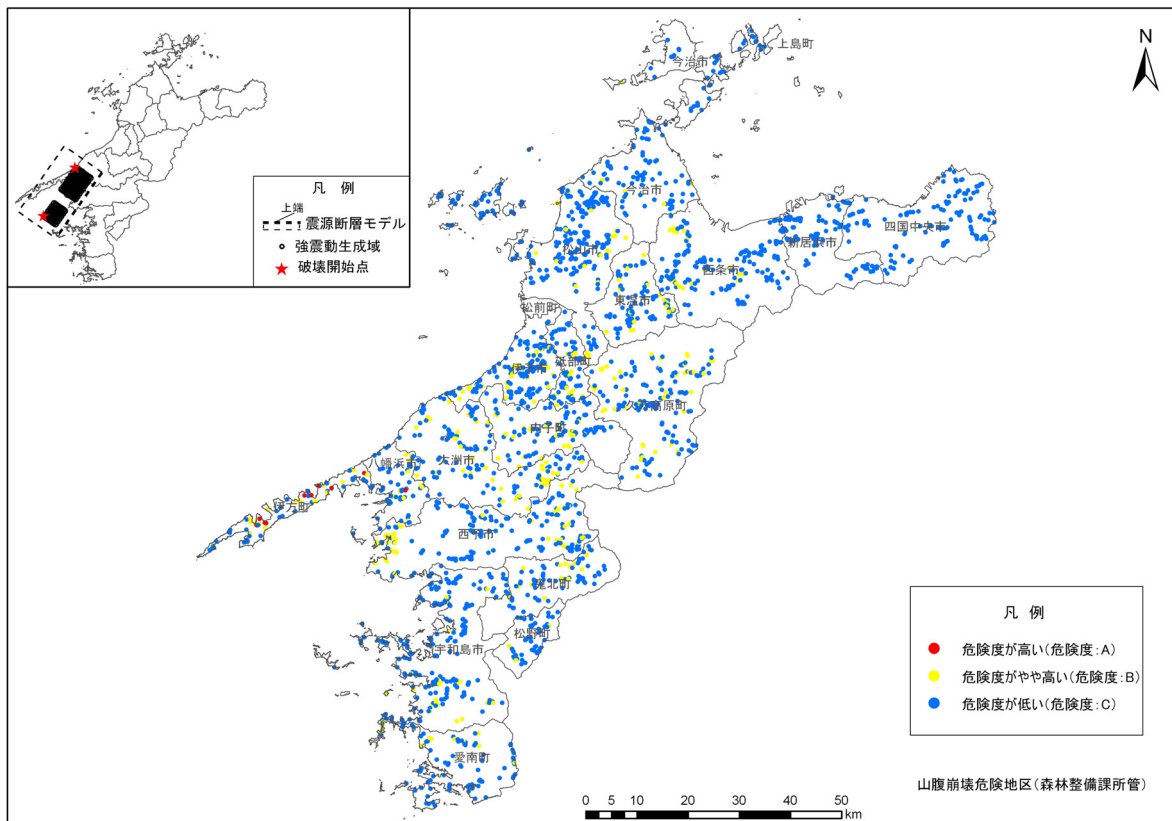 凡 例
上端
震源断層モデル
強震動生成域
破壊開始点
N
上島町
今治市
今治市
四国中央市
新居浜市
松山市
西条市
東温市
松前町
砥部町
伊予市
久万高原町
内子町
大洲市
八幡浜市
伊方町
西予市
鬼北町
松野町
宇和島市
愛南町
凡 例
危険度が高い(危険度:A)
危険度がやや高い(危険度:B)
危険度が低い(危険度:C)
山腹崩壊危険地区(森林整備課所管)
0 5 10 20 30 40 50
km